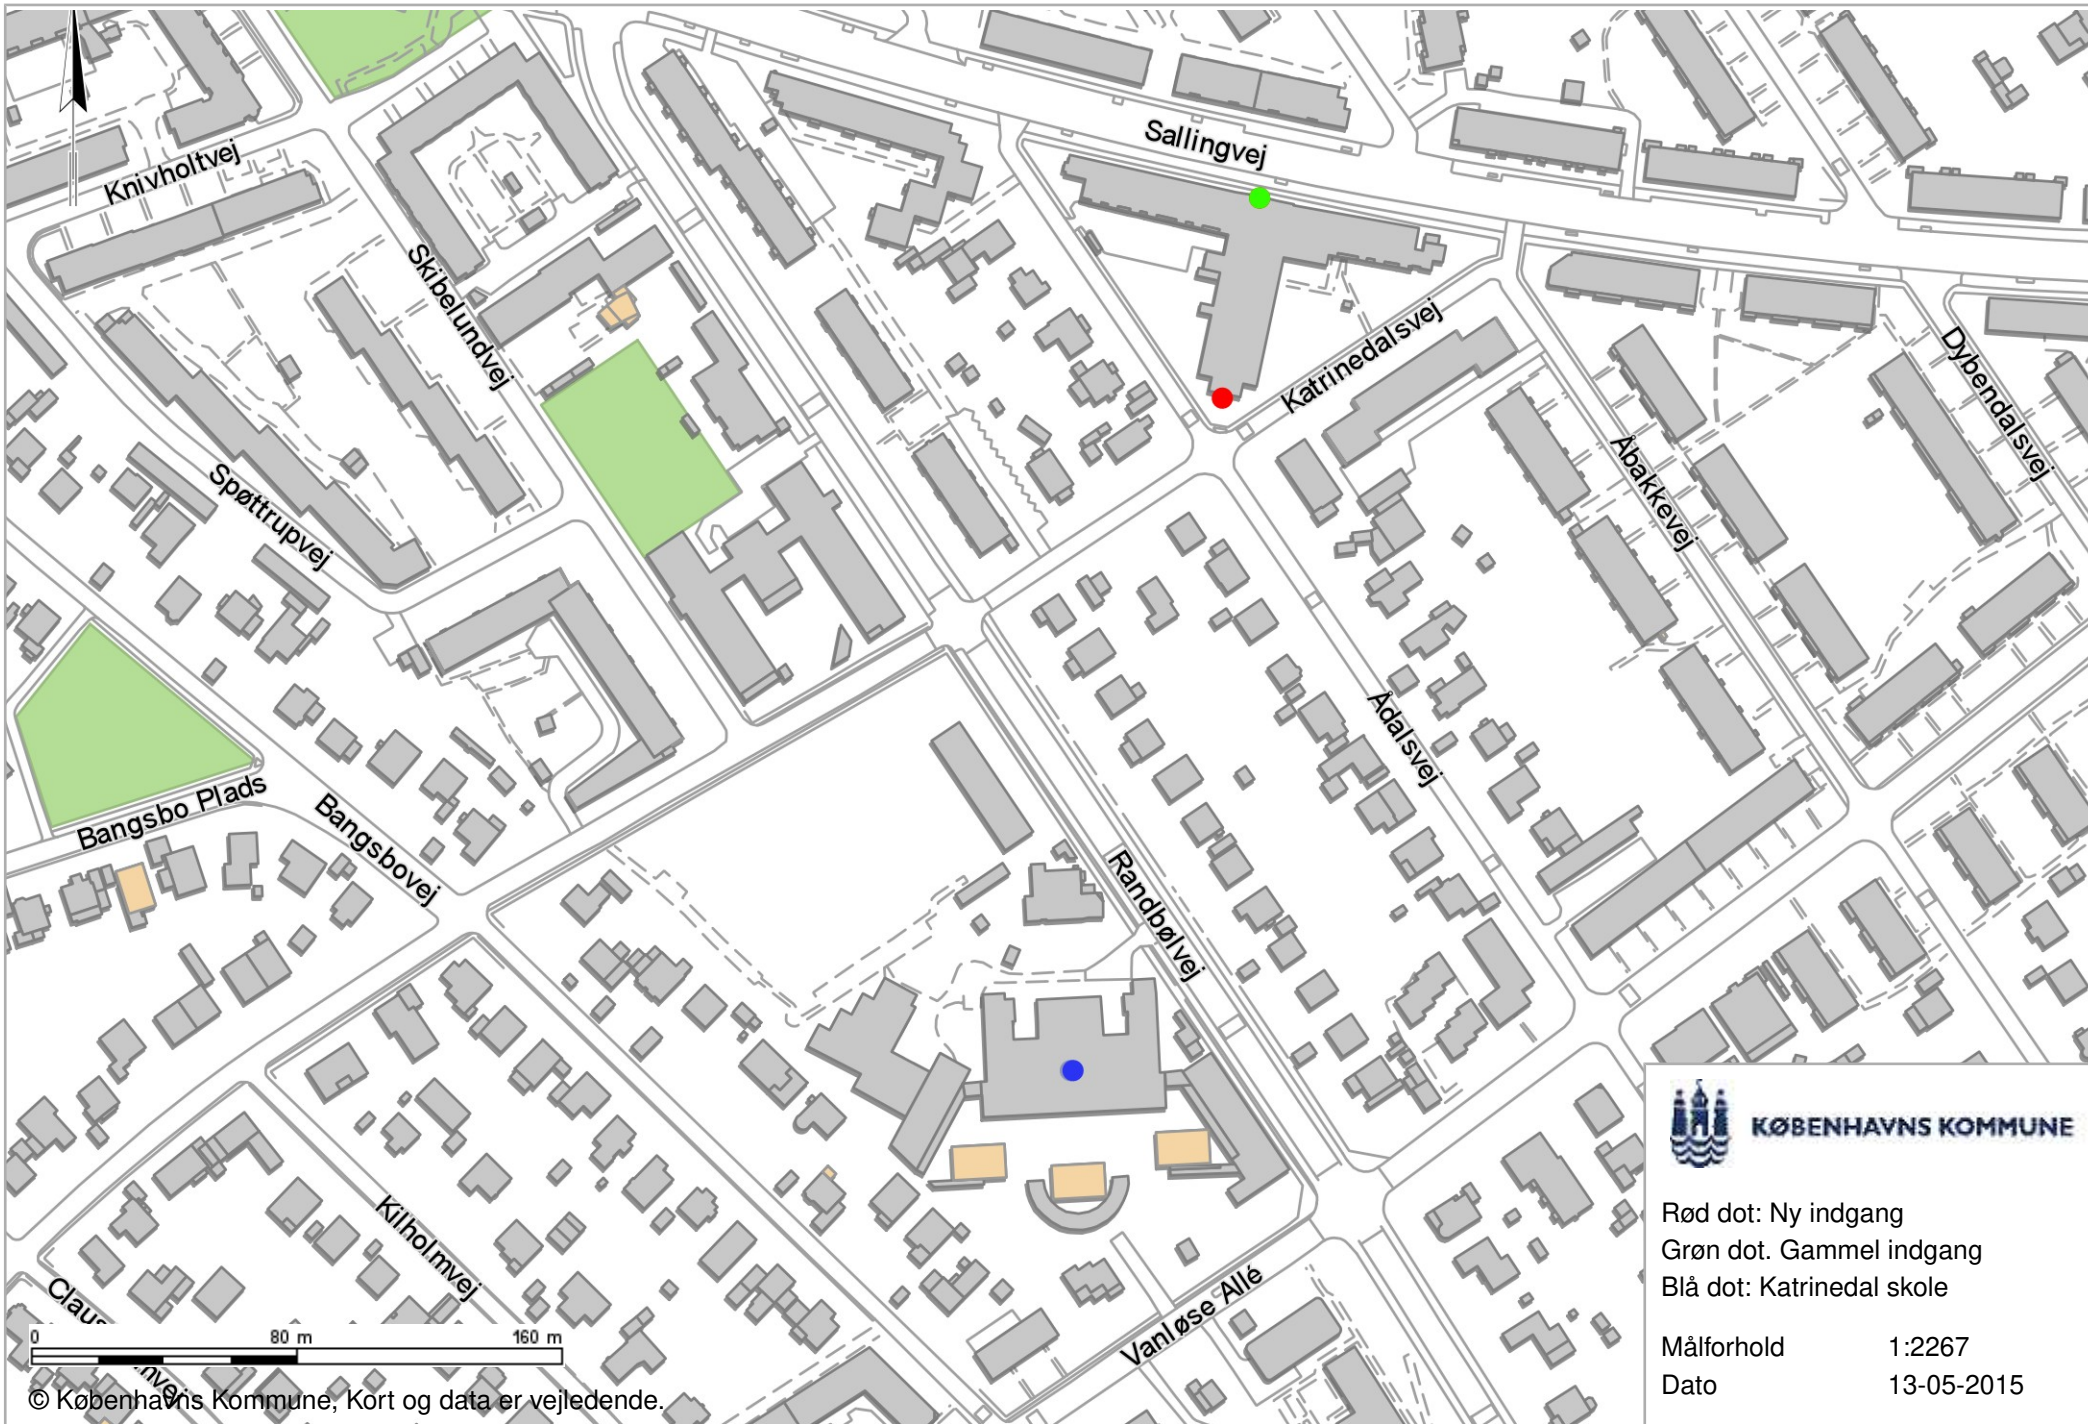 Sallingvej
Knivholtvej
Skibelundvej
Katrinedalsvej
Dybendalsvej
Åbakkevej
Spøttrupvej
Ådalsvej
Bangsbo Plads
Bangsbovej
Randbølvej
Kilholmvej
Vanløse Allé
Claus
mvej
0 80 m 160 m
© Københavns Kommune, Kort og data er vejledende.
KØBENHAVNS KOMMUNE
Rød dot: Ny indgang
Grøn dot. Gammel indgang
Blå dot: Katrinedal skole
Målforhold 1:2267
Dato 13-05-2015